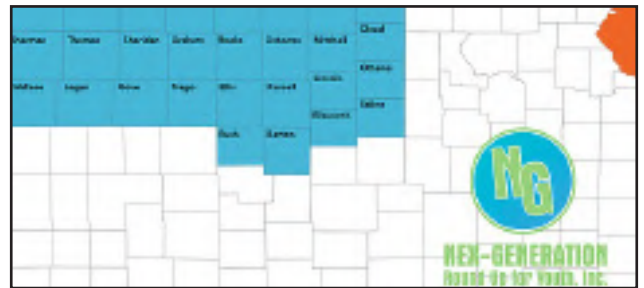 Cloud
Sherman Thomas Sheridan Graham Rooks Osborne Mitchell
Ottawa
Lincoln
Wallace Logan Gove Trego Ellis Russell
Saline
Ellsworth
Rush Barton
NG
NEX-GENERATION
Round-Up for Youth, Inc.